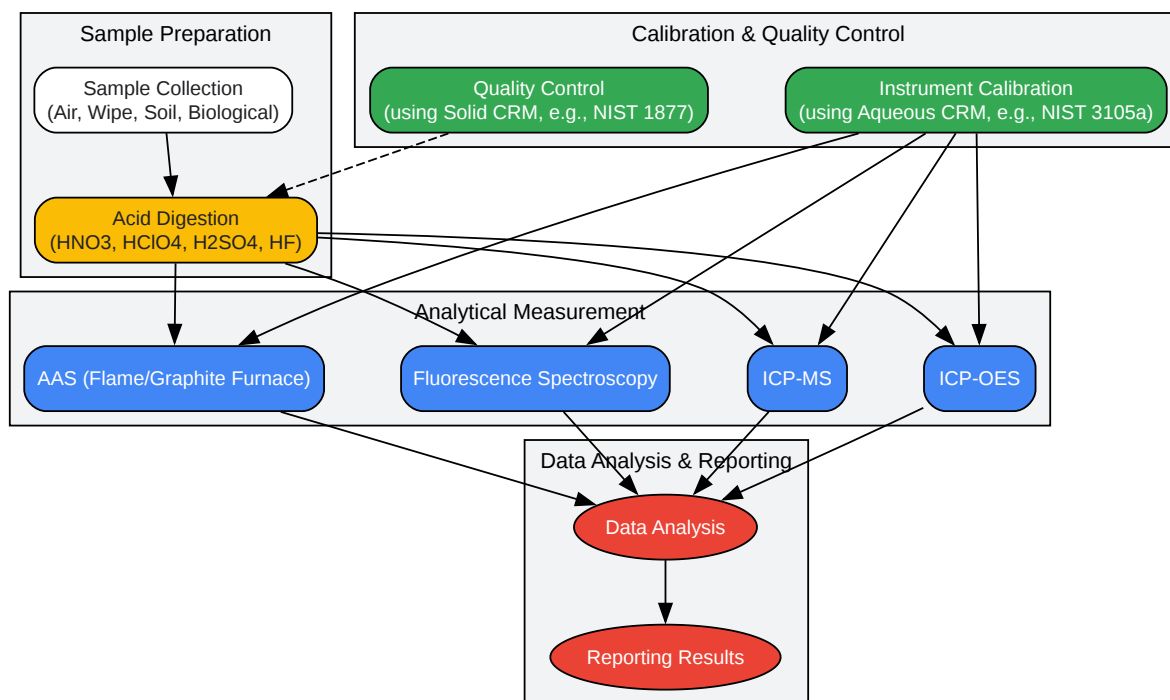 Sample Preparation
Sample Collection
(Air, Wipe, Soil, Biological)
Acid Digestion
(HNO3, HClO4, H2SO4, HF)
Calibration & Quality Control
Quality Control
(using Solid CRM, e.g., NIST 1877)
Instrument Calibration
(using Aqueous CRM, e.g., NIST 3105a)
Analytical Measurement
AAS (Flame/Graphite Furnace)
Fluorescence Spectroscopy
ICP-MS
ICP-OES
Data Analysis & Reporting
Data Analysis
Reporting Results